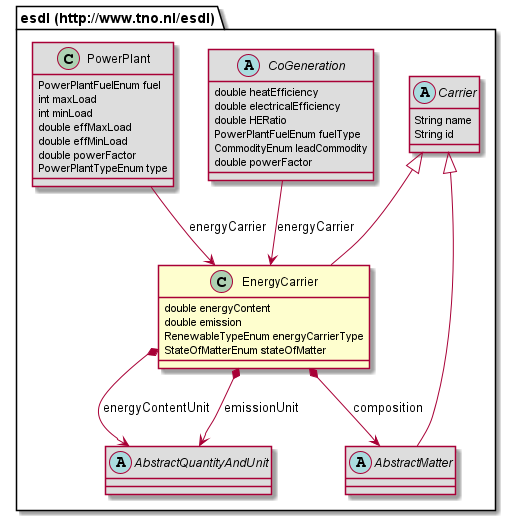 esdl (http://www.tno.nl/esdl)
C PowerPlant
PowerPlantFuelEnum fuel
int maxLoad
int minLoad
double effMaxLoad
double effMinLoad
double powerFactor
PowerPlantTypeEnum type
A CoGeneration
double heatEfficiency
double electricalEfficiency
double HERatio
PowerPlantFuelEnum fuelType
CommodityEnum leadCommodity
double powerFactor
A Carrier
String name
String id
energyCarrier
energyCarrier
C EnergyCarrier
double energyContent
double emission
RenewableTypeEnum energyCarrierType
StateOfMatterEnum stateOfMatter
energyContentUnit
emissionUnit
composition
A AbstractQuantityAndUnit
A AbstractMatter